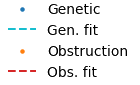 Genetic
Gen. fit
Obstruction
Obs. fit